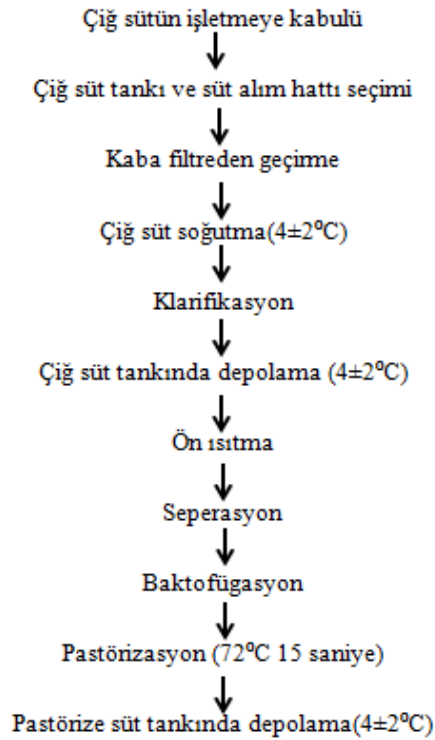 Çiğ sütün işletmeye kabulü
Çiğ süt tankı ve süt alım hattı seçimi
Kaba filtreden geçirme
Çiğ süt soğutma(4±2⁰C)
Klarifikasyon
Çiğ süt tankında depolama (4±2⁰C)
Ön ısıtma
Seperasyon
Baktofügasyon
Pastörizasyon (72⁰C 15 saniye)
Pastörize süt tankında depolama(4±2⁰C)